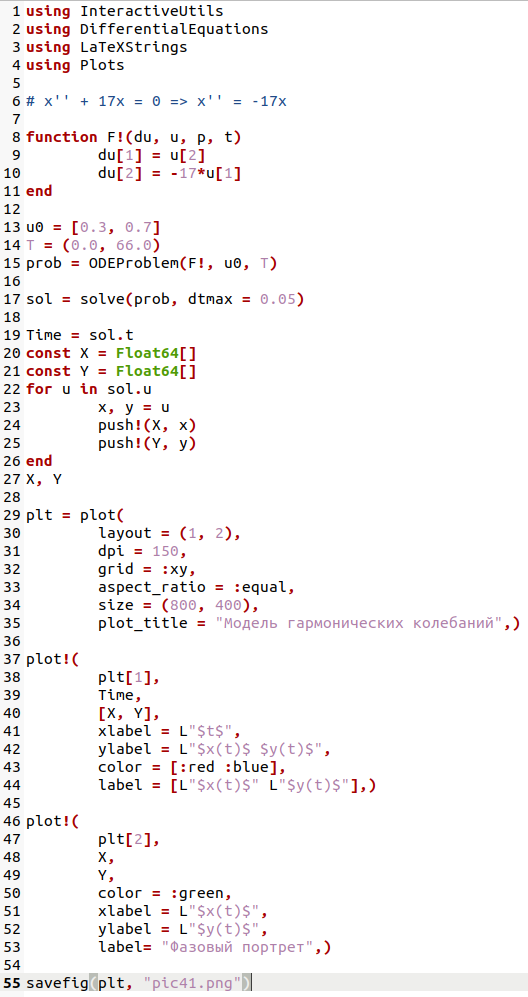 1 using InteractiveUtils
2 using DifferentialEquations
3 using LaTeXStrings
4 using Plots
5
6 # x'' + 17x = 0 => x'' = -17x
7
8 function F!(du, u, p, t)
9         du[1] = u[2]
10         du[2] = -17*u[1]
11 end
12
13 u0 = [0.3, 0.7]
14 T = (0.0, 66.0)
15 prob = ODEProblem(F!, u0, T)
16
17 sol = solve(prob, dtmax = 0.05)
18
19 Time = sol.t
20 const X = Float64[]
21 const Y = Float64[]
22 for u in sol.u
23         x, y = u
24         push!(X, x)
25         push!(Y, y)
26 end
27 X, Y
28
29 plt = plot(
30         layout = (1, 2),
31         dpi = 150,
32         grid = :xy,
33         aspect_ratio = :equal,
34         size = (800, 400),
35         plot_title = "Модель гармонических колебаний",)
36
37 plot!(
38         plt[1],
39         Time,
40         [X, Y],
41         xlabel = L"$t$",
42         ylabel = L"$x(t)$ $y(t)$",
43         color = [:red :blue],
44         label = [L"$x(t)$" L"$y(t)$"],)
45
46 plot!(
47         plt[2],
48         X,
49         Y,
50         color = :green,
51         xlabel = L"$x(t)$",
52         ylabel = L"$y(t)$",
53         label= "Фазовый портрет",)
54
55 savefig(plt, "pic41.png")